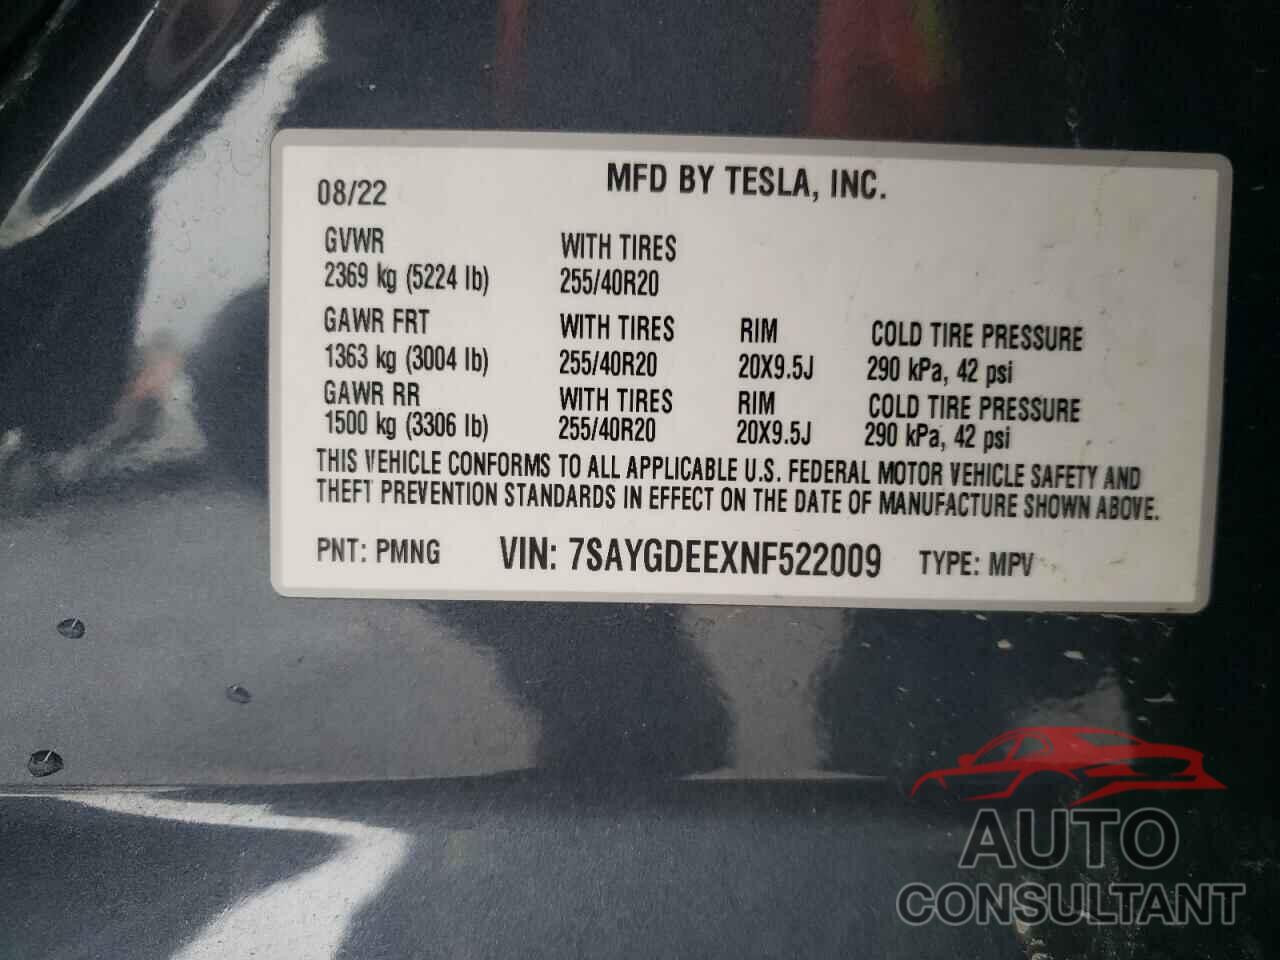 08/22 MFD BY TESLA, INC.
GVWR WITH TIRES
2369 kg (5224 lb) 255/40R20
GAWR FRT WITH TIRES RIM COLD TIRE PRESSURE
1363 kg (3004 lb) 255/40R20 20X9.5J 290 kPa, 42 psi
GAWR RR WITH TIRES RIM COLD TIRE PRESSURE
1500 kg (3306 lb) 255/40R20 20X9.5J 290 kPa, 42 psi
THIS VEHICLE CONFORMS TO ALL APPLICABLE U.S. FEDERAL MOTOR VEHICLE SAFETY AND
THEFT PREVENTION STANDARDS IN EFFECT ON THE DATE OF MANUFACTURE SHOWN ABOVE.
PNT: PMNG VIN: 7SAYGDEEXNF522009 TYPE: MPV
AUTO
CONSULTANT